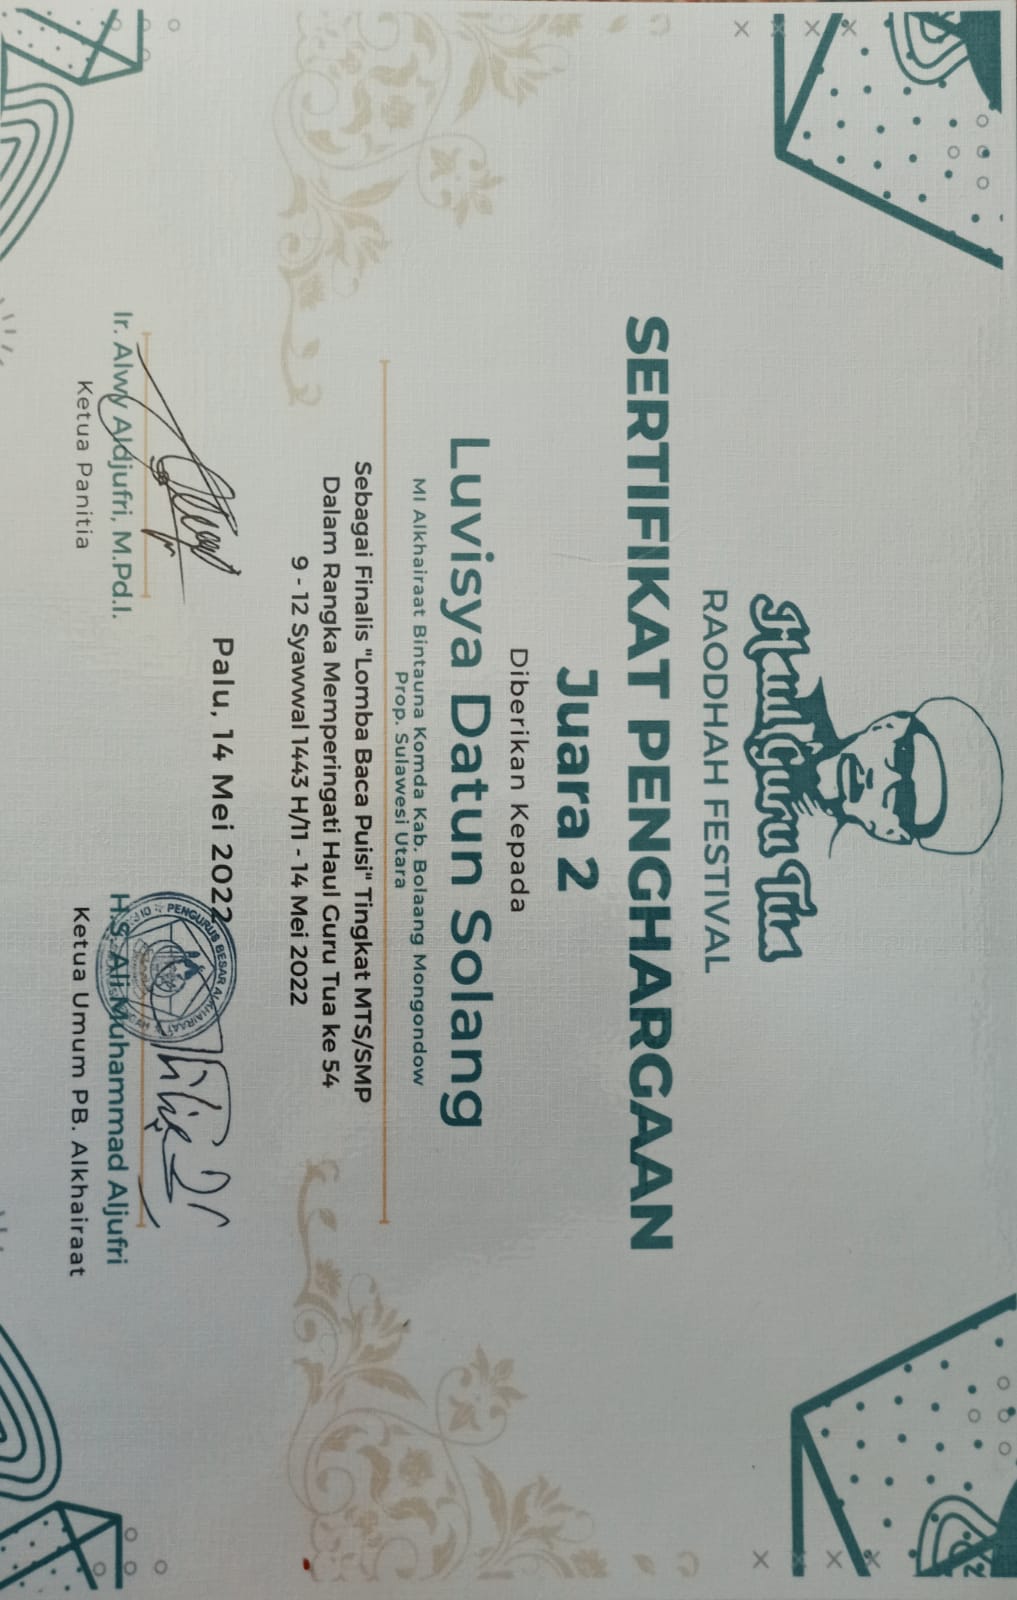 Haul Guru Tua
RAODHAH FESTIVAL
SERTIFIKAT PENGHARGAAN
Juara 2
Diberikan Kepada
Luvisya Datun Solang
MI Alkhairaat Bintauna Komda Kab. Bolaang Mongondow
Prop. Sulawesi Utara
Sebagai Finalis "Lomba Baca Puisi" Tingkat MTS/SMP
Dalam Rangka Memperingati Haul Guru Tua ke 54
9 - 12 Syawwal 1443 H/11 - 14 Mei 2022
Palu, 14 Mei 2022
Ir. Alwy Aldjufri, M.Pd.I.
Ketua Panitia
PENGURUS BESAR ALKHAIRAAT
H.S. Ali Muhammad Aljufri
Ketua Umum PB. Alkhairaat